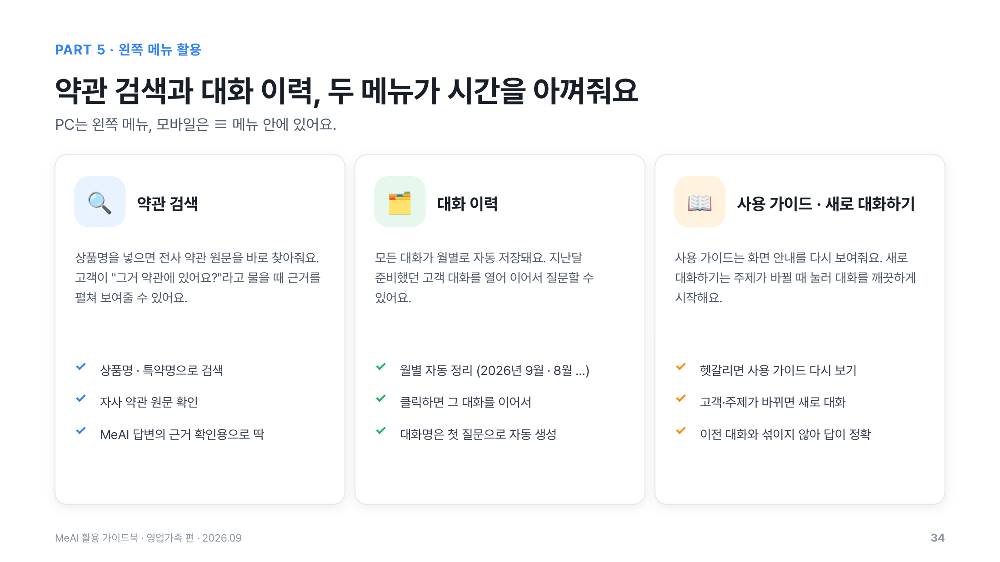 PART 5 · 왼쪽 메뉴 활용
약관 검색과 대화 이력, 두 메뉴가 시간을 아껴줘요
PC는 왼쪽 메뉴, 모바일은 ☰ 메뉴 안에 있어요.
약관 검색
상품명을 넣으면 전사 약관 원문을 바로 찾아줘요.
고객이 "그거 약관에 있어요?"라고 물을 때 근거를
펼쳐 보여줄 수 있어요.
상품명 · 특약명으로 검색
자사 약관 원문 확인
MeAI 답변의 근거 확인용으로 딱
대화 이력
모든 대화가 월별로 자동 저장돼요. 지난달
준비했던 고객 대화를 열어 이어서 질문할 수
있어요.
월별 자동 정리 (2026년 9월 · 8월 …)
클릭하면 그 대화를 이어서
대화명은 첫 질문으로 자동 생성
사용 가이드 · 새로 대화하기
사용 가이드는 화면 안내를 다시 보여줘요. 새로
대화하기는 주제가 바뀔 때 눌러 대화를 깨끗하게
시작해요.
헷갈리면 사용 가이드 다시 보기
고객·주제가 바뀌면 새로 대화
이전 대화와 섞이지 않아 답이 정확
MeAI 활용 가이드북 · 영업가족 편 · 2026.09
34